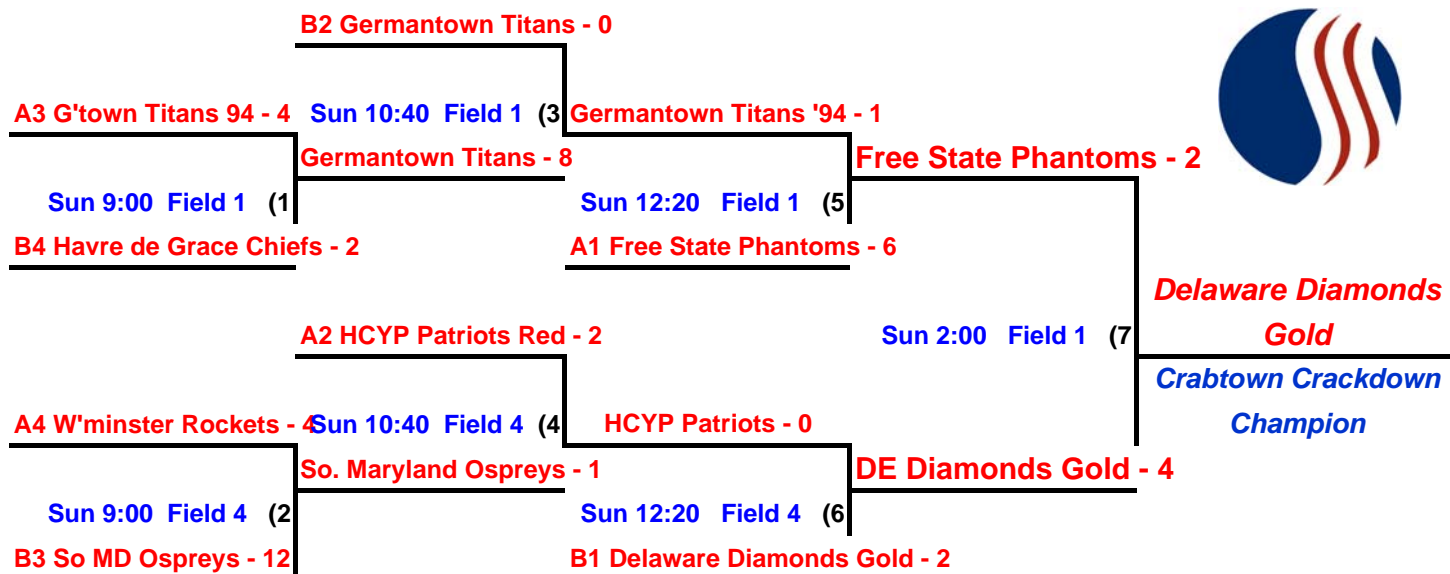 B2 Germantown Titans - 0
A3 G'town Titans 94 - 4 Sun 10:40 Field 1 (3 Germantown Titans '94 - 1
Germantown Titans - 8 Free State Phantoms - 2
Sun 9:00 Field 1 (1 Sun 12:20 Field 1 (5
B4 Havre de Grace Chiefs - 2 A1 Free State Phantoms - 6
Delaware Diamonds
A2 HCYP Patriots Red - 2 Sun 2:00 Field 1 (7 Gold
Crabtown Crackdown
A4 W'minster Rockets - 4 Sun 10:40 Field 4 (4 HCYP Patriots - 0 Champion
So. Maryland Ospreys - 1 DE Diamonds Gold - 4
Sun 9:00 Field 4 (2 Sun 12:20 Field 4 (6
B3 So MD Ospreys - 12 B1 Delaware Diamonds Gold - 2